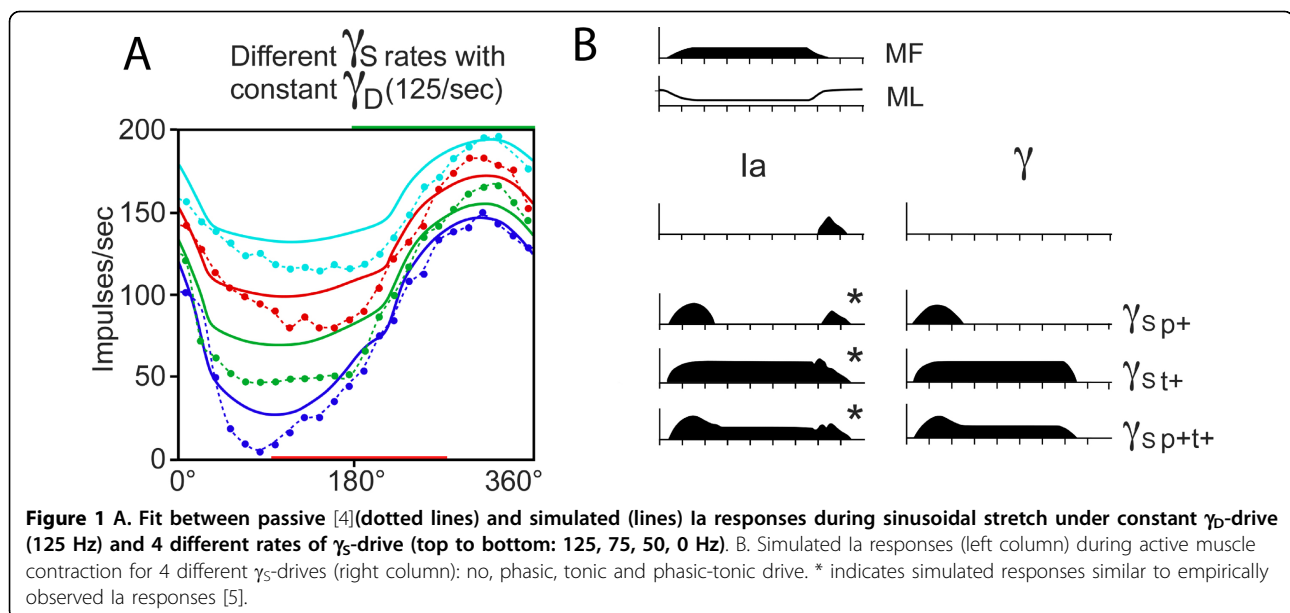 A
Different γS rates with
constant γD(125/sec)
200
150
100
50
0
Impulses/sec
0°
180°
360°
B
MF
ML
Ia
γ
γS p+
*
γS t+
*
γS p+t+
*
Figure 1 A. Fit between passive [4](dotted lines) and simulated (lines) Ia responses during sinusoidal stretch under constant γD-drive
(125 Hz) and 4 different rates of γS-drive (top to bottom: 125, 75, 50, 0 Hz). B. Simulated Ia responses (left column) during active muscle
contraction for 4 different γS-drives (right column): no, phasic, tonic and phasic-tonic drive. * indicates simulated responses similar to empirically
observed Ia responses [5].